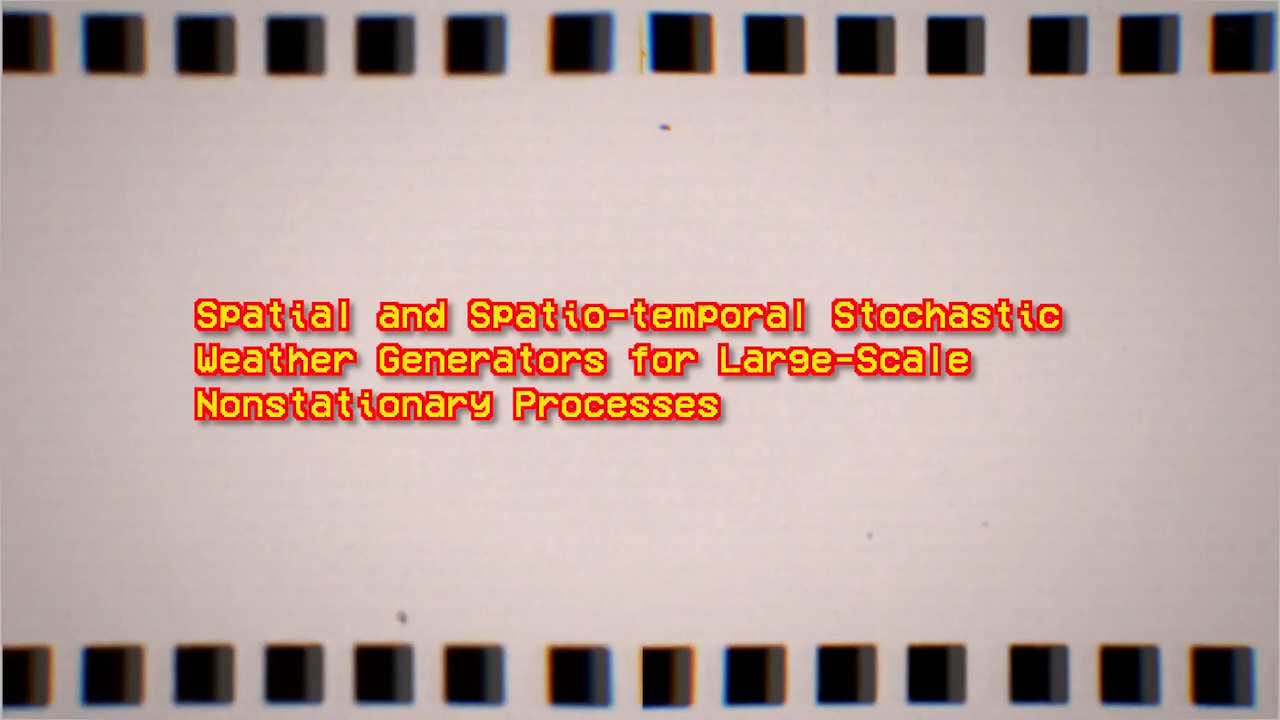 Spatial and Spatio-temporal Stochastic
Weather Generators for Large-Scale
Nonstationary Processes